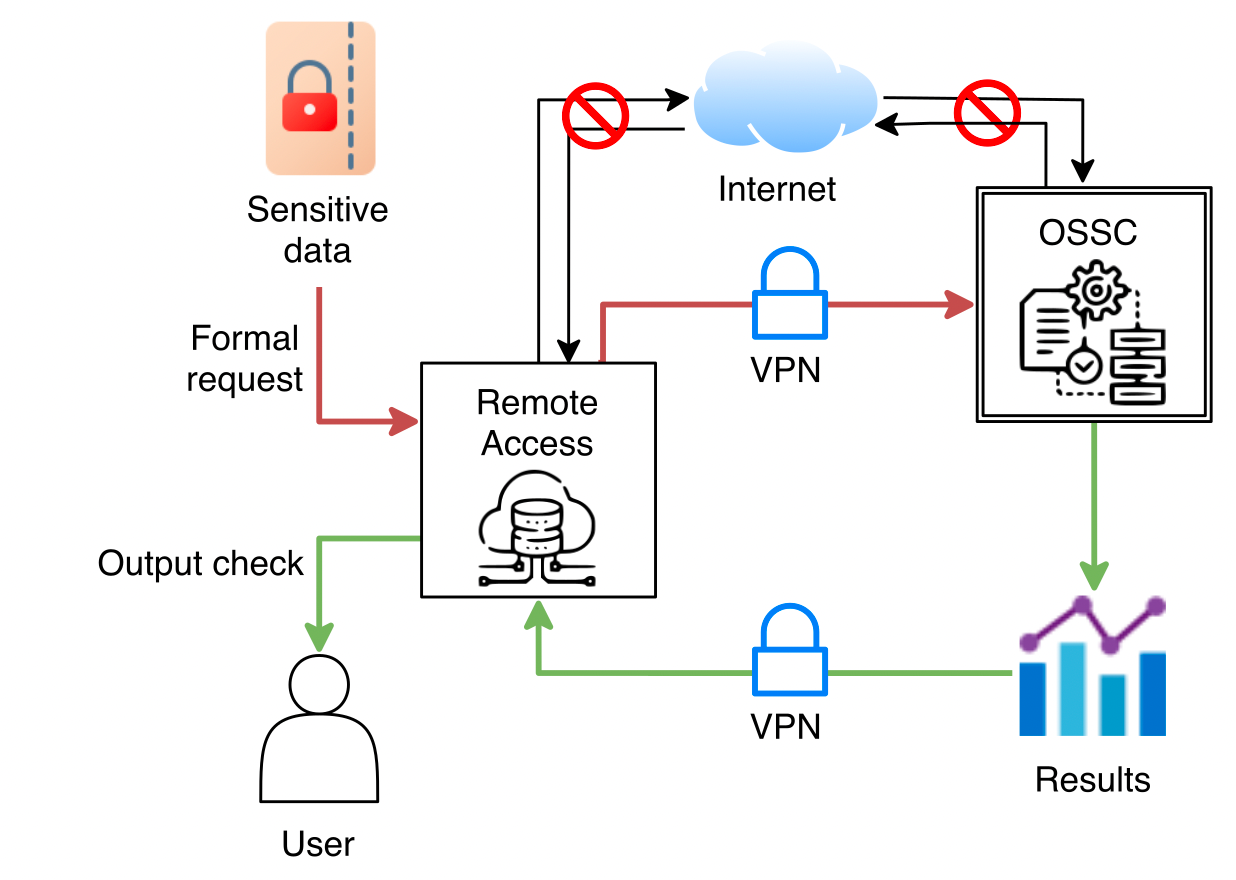 Sensitive
data
Internet
OSSC
Formal
request
VPN
Remote
Access
Output check
VPN
Results
User